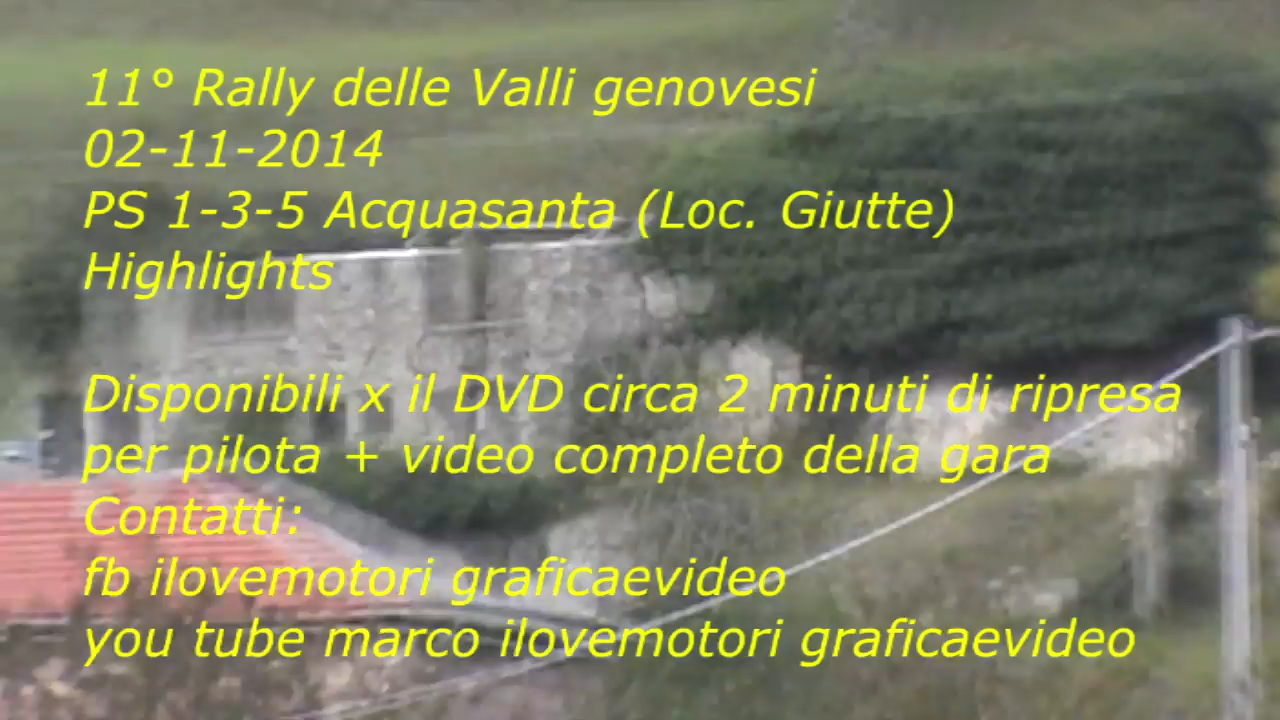 11° Rally delle Valli genovesi
02-11-2014
PS 1-3-5 Acquasanta (Loc. Giutte)
Highlights
Disponibili x il DVD circa 2 minuti di ripresa
per pilota + video completo della gara
Contatti:
fb ilovemotori graficaevideo
you tube marco ilovemotori graficaevideo